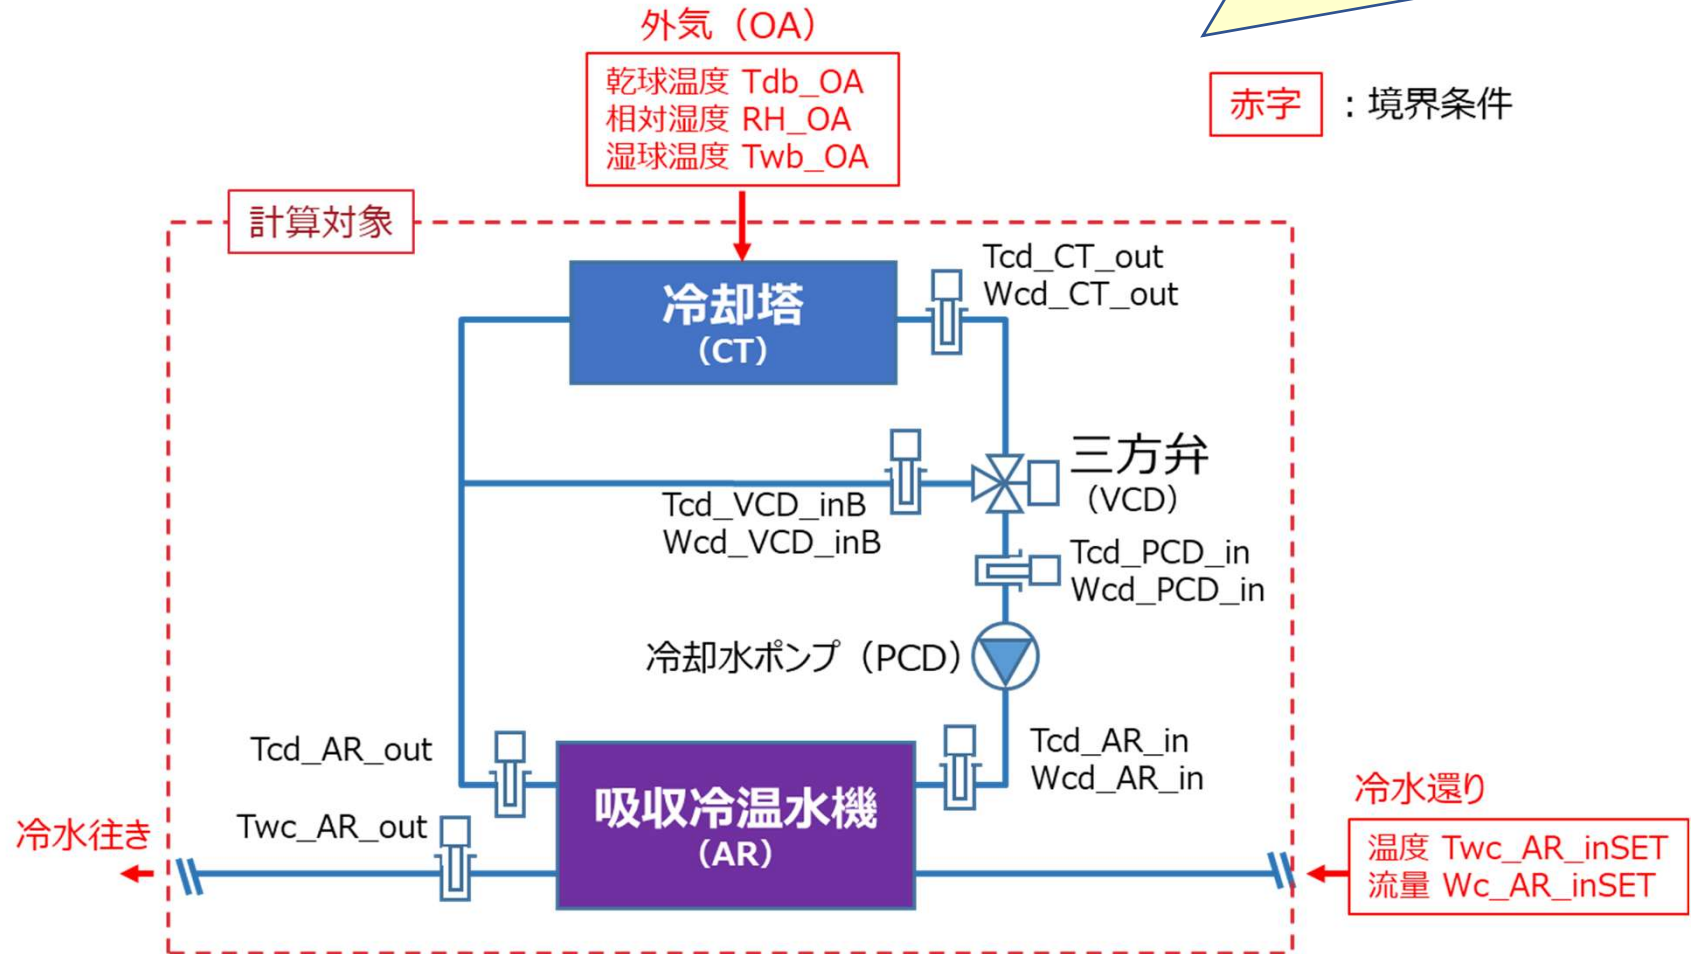 外気（OA）
乾球温度 Tdb_OA
相対湿度 RH_OA
湿球温度 Twb_OA
赤字
：境界条件
計算対象
冷却塔
（CT）
Tcd_CT_out
Wcd_CT_out
三方弁
（VCD）
Tcd_VCD_inB
Wcd_VCD_inB
Tcd_PCD_in
Wcd_PCD_in
冷却水ポンプ（PCD）
Tcd_AR_out
Tcd_AR_in
Wcd_AR_in
吸収冷温水機
（AR）
冷水往き
Twc_AR_out
冷水還り
温度 Twc_AR_inSET
流量 Wc_AR_inSET